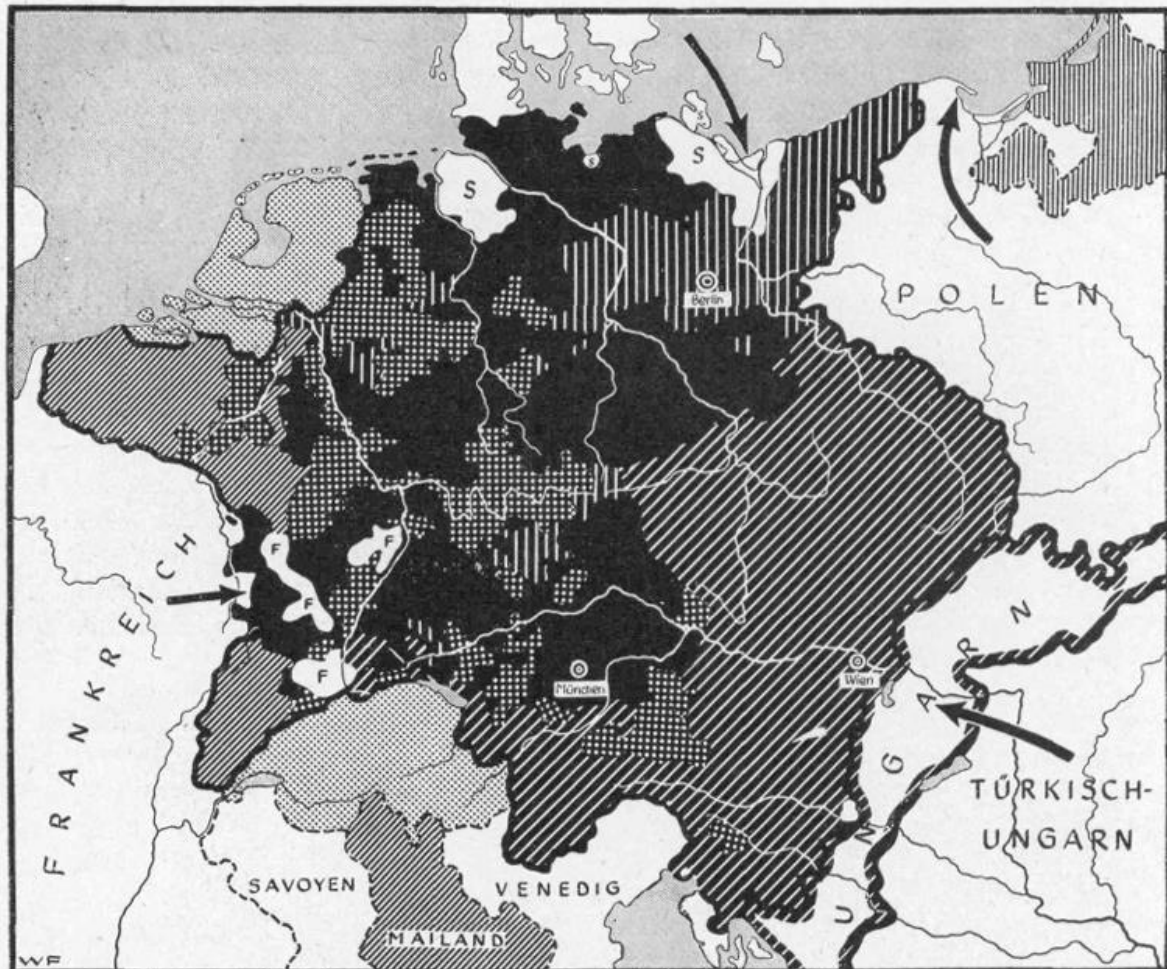 S
S
S
Berlin
POLEN
F
F
F
F
FRANKREICH
München
Wien
UNGARN
TÜRKISCH-
UNGARN
SAVOYEN
VENEDIG
MAILAND
WF